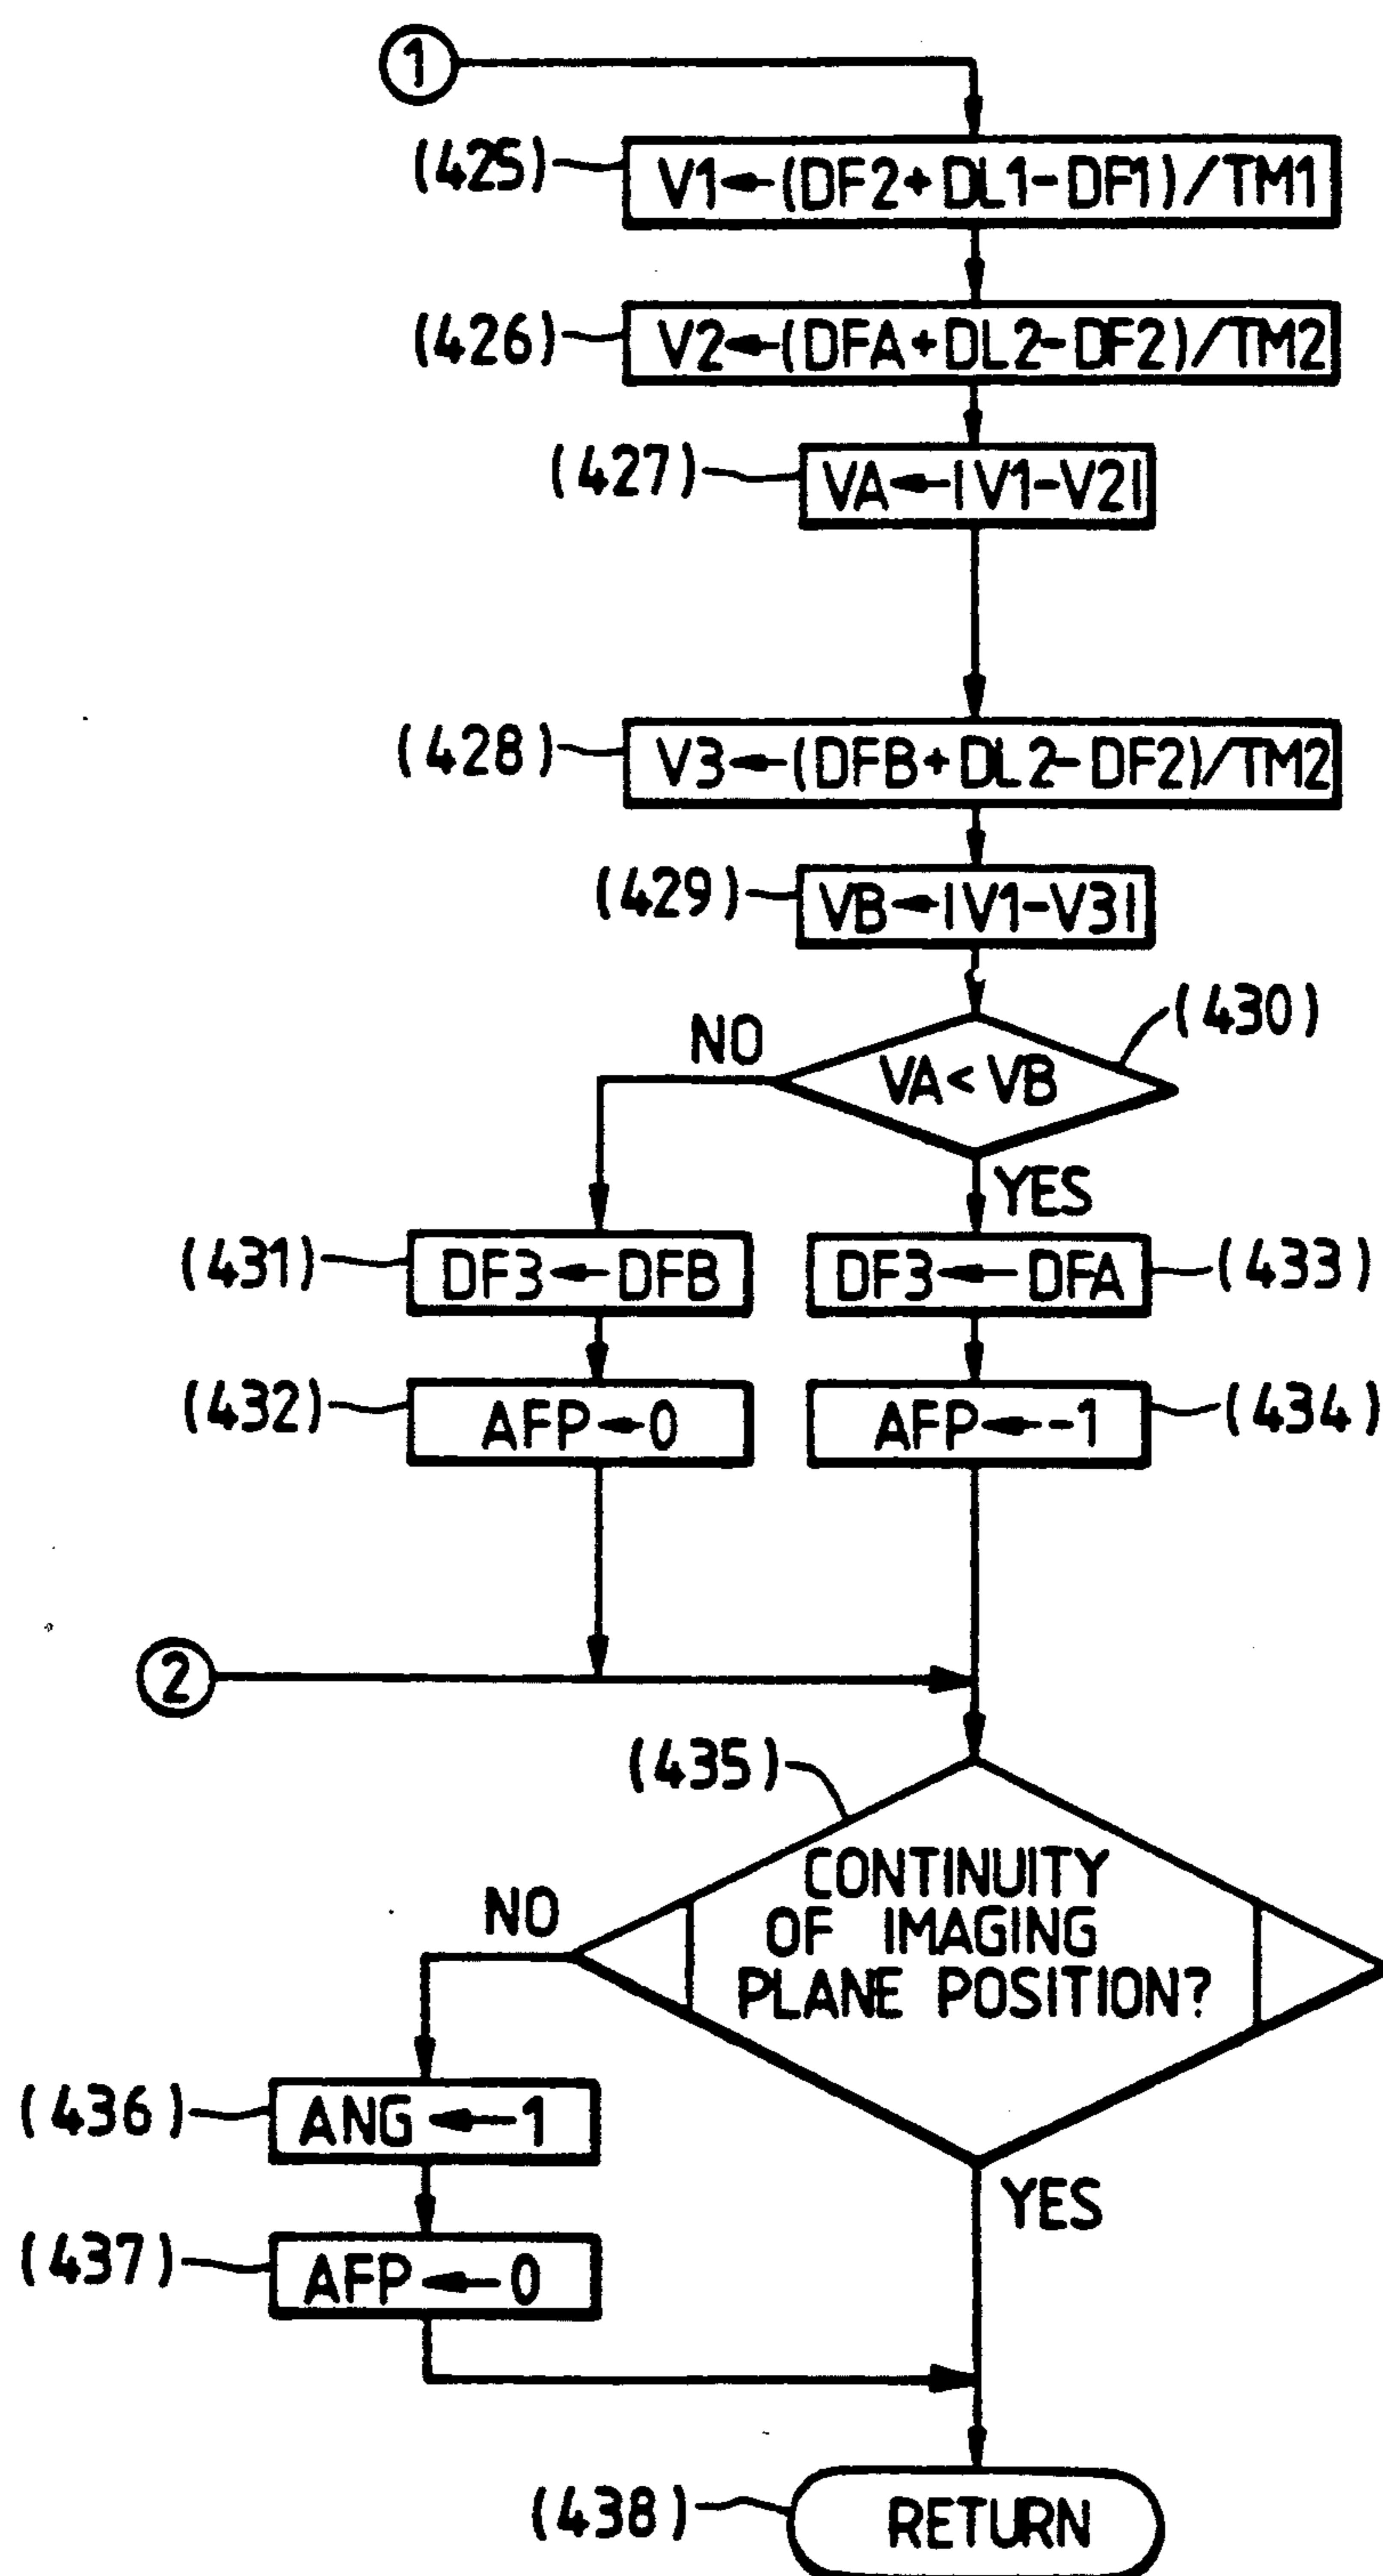 1
(425) V1←(DF2+DL1-DF1)/TM1
(426) V2←(DFA+DL2-DF2)/TM2
(427) VA←|V1-V2|
(428) V3←(DFB+DL2-DF2)/TM2
(429) VB←|V1-V3|
(430)
NO
VA<VB
YES
(431) DF3←DFB
DF3←DFA (433)
(432) AFP←0
AFP←-1 (434)
2
(435)
CONTINUITY
OF IMAGING
PLANE POSITION?
NO
YES
(436) ANG←1
(437) AFP←0
(438) RETURN